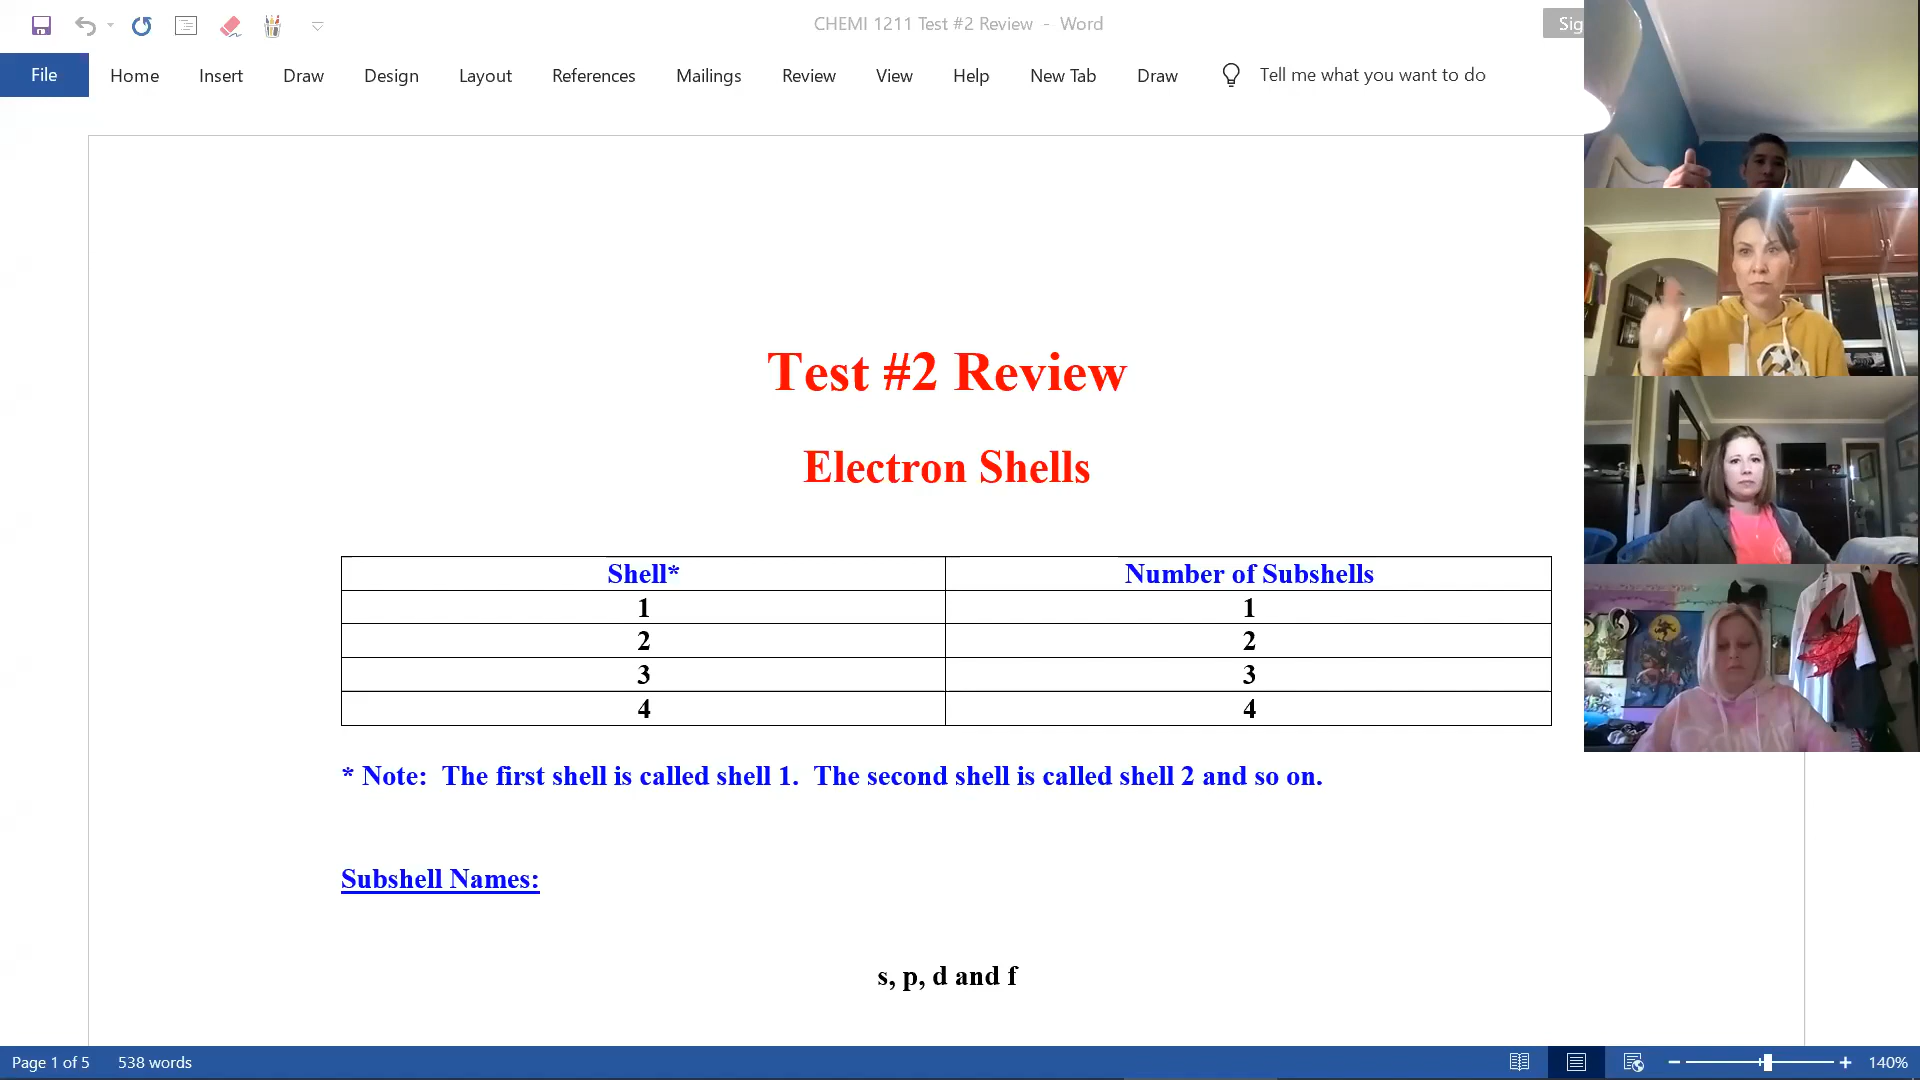 CHEMI 1211 Test #2 Review - Word
Sig
File Home Insert Draw Design Layout References Mailings Review View Help New Tab Draw Tell me what you want to do
Test #2 Review
Electron Shells
Shell* Number of Subshells
1 1
2 2
3 3
4 4
* Note: The first shell is called shell 1. The second shell is called shell 2 and so on.
Subshell Names:
s, p, d and f
Page 1 of 5 538 words 140%